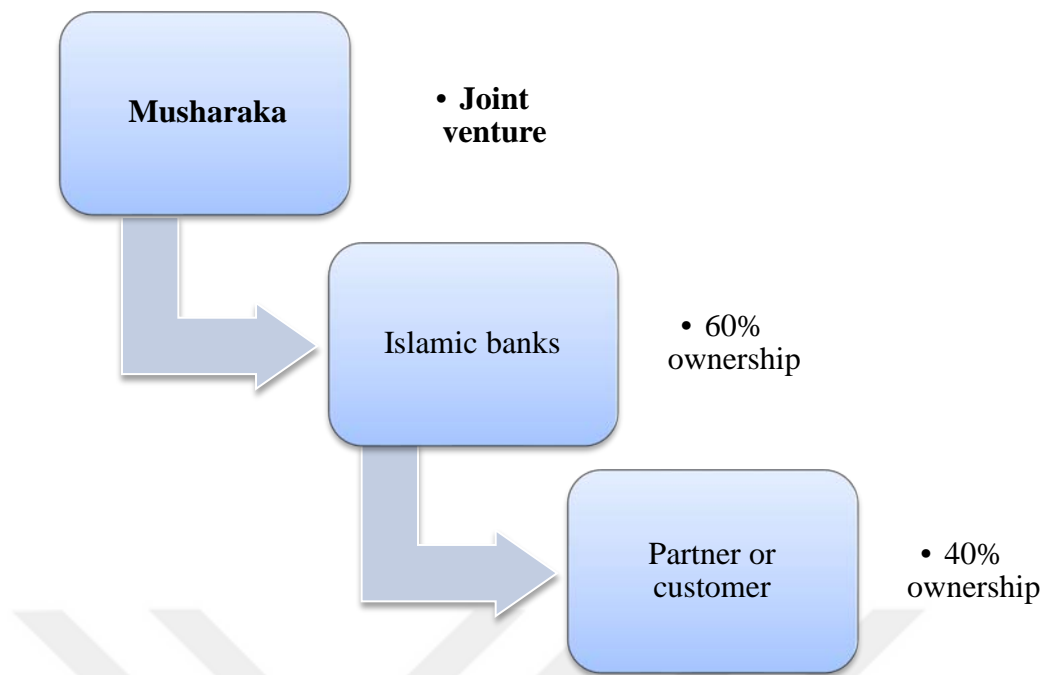 Musharaka
• Joint
venture
Islamic banks
• 60%
ownership
Partner or
customer
• 40%
ownership